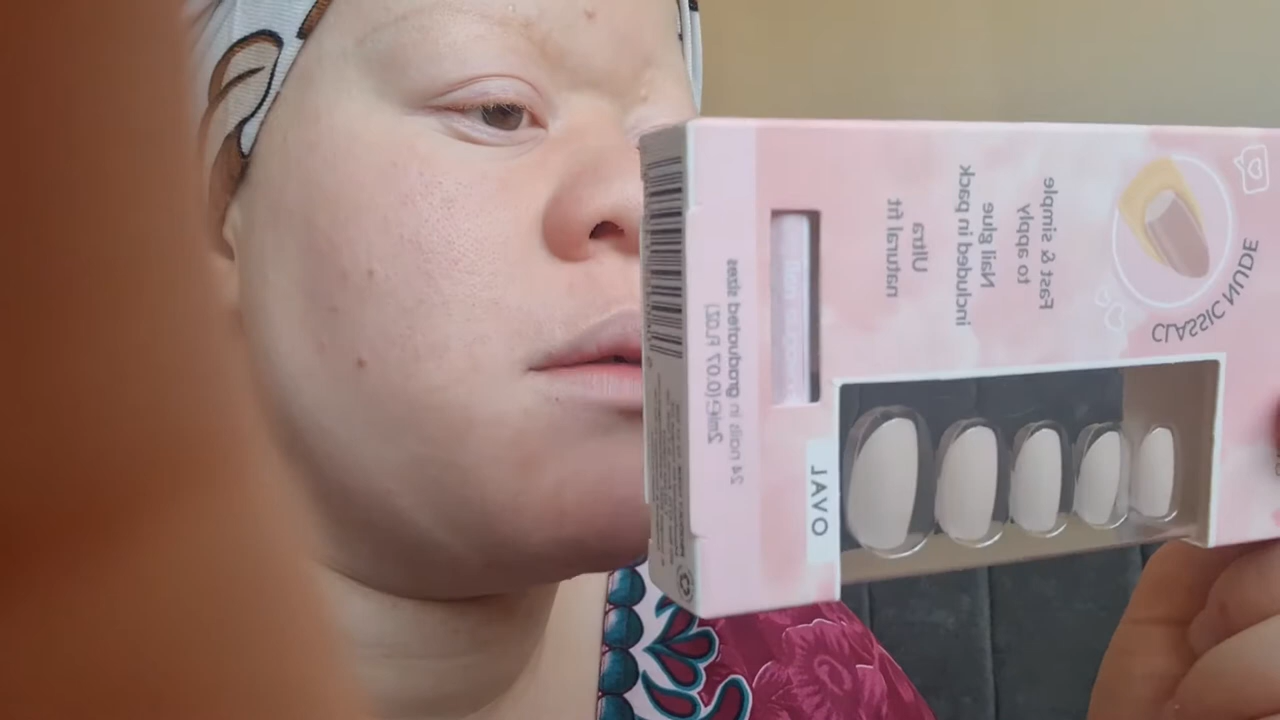 CLASSIC NUDE
Fast & simple
to apply
Nail glue
included in pack
Ultra
natural fit
24 nails in graduated sizes
2ml℮(0.07 Fl.OZ)
OVAL